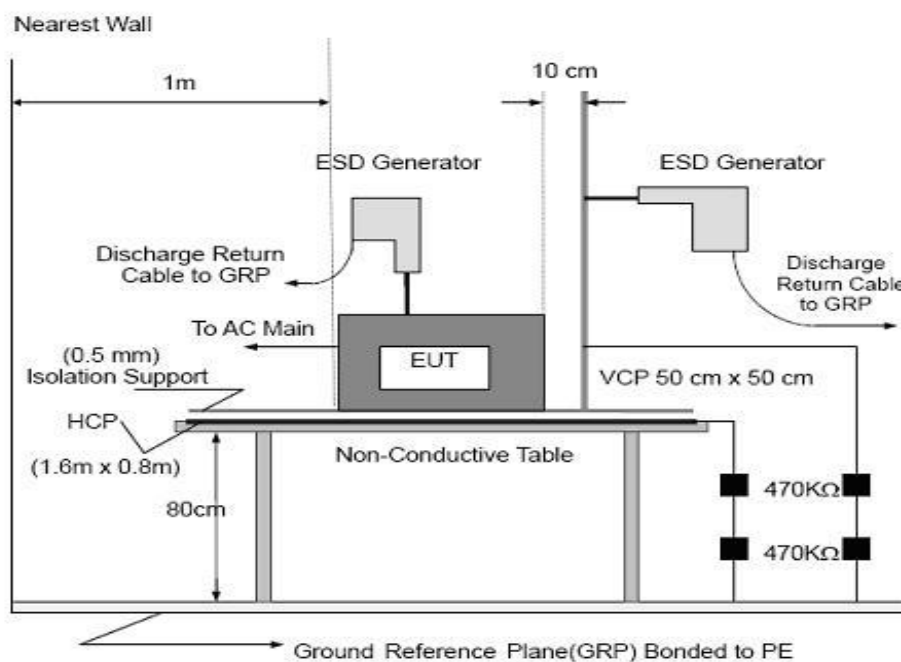 Nearest Wall
1m
10 cm
ESD Generator
ESD Generator
Discharge Return
Cable to GRP
Discharge
Return Cable
to GRP
To AC Main
(0.5 mm)
Isolation Support
EUT
VCP 50 cm x 50 cm
HCP
(1.6m x 0.8m)
Non-Conductive Table
80cm
470KΩ
470KΩ
Ground Reference Plane(GRP) Bonded to PE